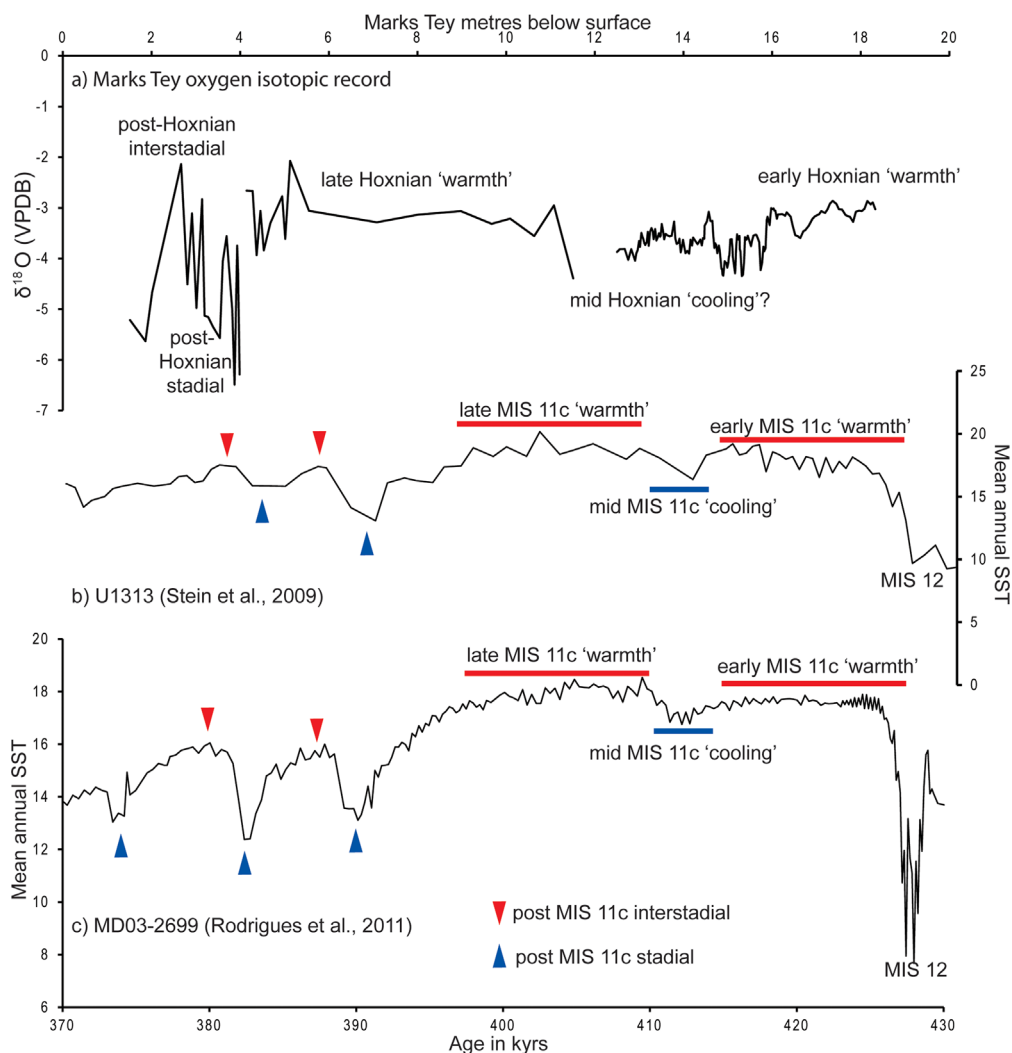 Marks Tey metres below surface
0 2 4 6 8 10 12 14 16 18 20
0
a) Marks Tey oxygen isotopic record
-1
post-Hoxnian
interstadial
-2
late Hoxnian ‘warmth’
early Hoxnian ‘warmth’
-3
δ¹⁸O (VPDB)
-4
mid Hoxnian ‘cooling’?
-5
post-
Hoxnian
stadial
-6
-7
25
late MIS 11c ‘warmth’
early MIS 11c ‘warmth’
20
mid MIS 11c ‘cooling’
15
Mean annual SST
10
MIS 12
b) U1313 (Stein et al., 2009)
5
0
20
late MIS 11c ‘warmth’
early MIS 11c ‘warmth’
18
mid MIS 11c ‘cooling’
16
Mean annual SST
14
12
10
post MIS 11c interstadial
c) MD03-2699 (Rodrigues et al., 2011)
post MIS 11c stadial
MIS 12
8
6
370 380 390 400 410 420 430
Age in kyrs